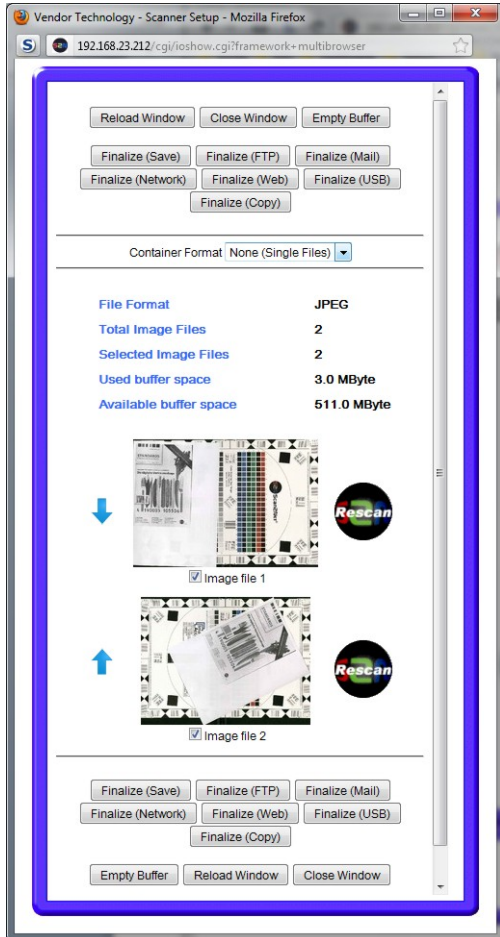 Vendor Technology - Scanner Setup - Mozilla Firefox
192.168.23.212/cgi/ioshow.cgi?framework+multibrowser
Reload Window Close Window Empty Buffer
Finalize (Save) Finalize (FTP) Finalize (Mail)
Finalize (Network) Finalize (Web) Finalize (USB)
Finalize (Copy)
Container Format None (Single Files)
File Format JPEG
Total Image Files 2
Selected Image Files 2
Used buffer space 3.0 MByte
Available buffer space 511.0 MByte
Rescan
Image file 1
Rescan
Image file 2
Finalize (Save) Finalize (FTP) Finalize (Mail)
Finalize (Network) Finalize (Web) Finalize (USB)
Finalize (Copy)
Empty Buffer Reload Window Close Window